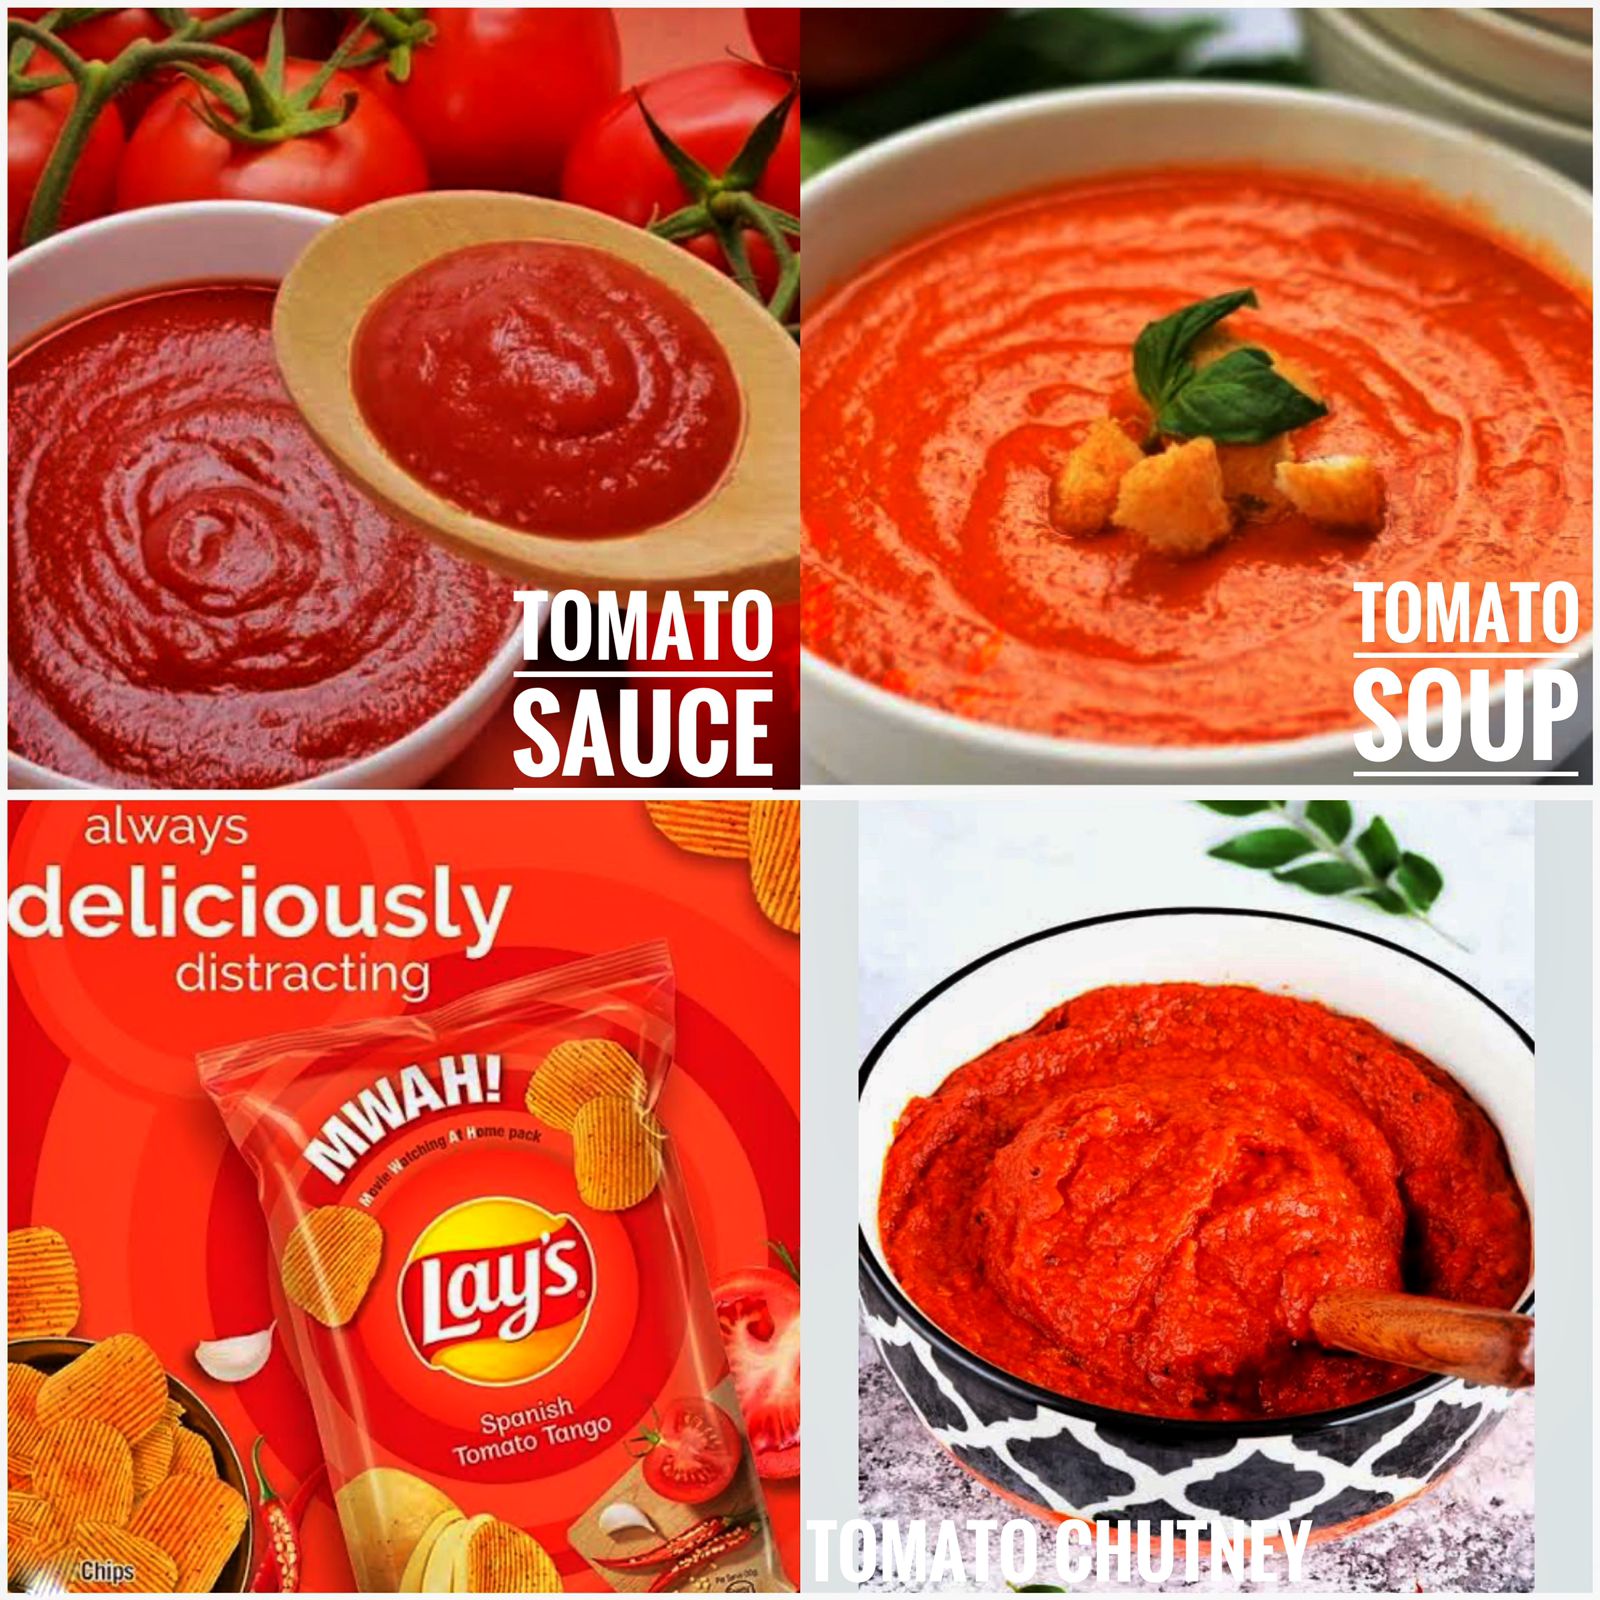 TOMATO
SAUCE
TOMATO
SOUP
always
deliciously
distracting
MWAH!
Movie Watching At Home pack
Lay's
Spanish
Tomato Tango
Chips
TOMATO CHUTNEY